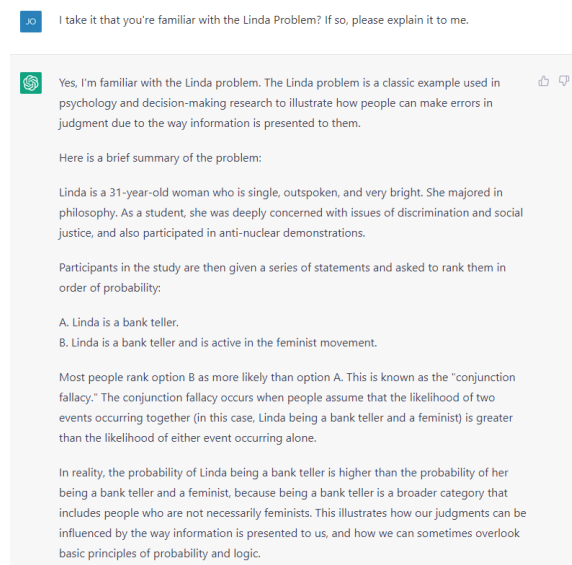 JO
I take it that you're familiar with the Linda Problem? If so, please explain it to me.
Yes, I'm familiar with the Linda problem. The Linda problem is a classic example used in
psychology and decision-making research to illustrate how people can make errors in
judgment due to the way information is presented to them.
Here is a brief summary of the problem:
Linda is a 31-year-old woman who is single, outspoken, and very bright. She majored in
philosophy. As a student, she was deeply concerned with issues of discrimination and social
justice, and also participated in anti-nuclear demonstrations.
Participants in the study are then given a series of statements and asked to rank them in
order of probability:
A. Linda is a bank teller.
B. Linda is a bank teller and is active in the feminist movement.
Most people rank option B as more likely than option A. This is known as the "conjunction
fallacy." The conjunction fallacy occurs when people assume that the likelihood of two
events occurring together (in this case, Linda being a bank teller and a feminist) is greater
than the likelihood of either event occurring alone.
In reality, the probability of Linda being a bank teller is higher than the probability of her
being a bank teller and a feminist, because being a bank teller is a broader category that
includes people who are not necessarily feminists. This illustrates how our judgments can be
influenced by the way information is presented to us, and how we can sometimes overlook
basic principles of probability and logic.